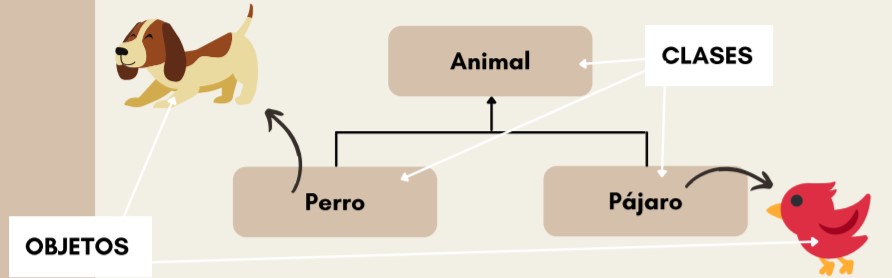 Animal
CLASES
Perro
Pájaro
OBJETOS